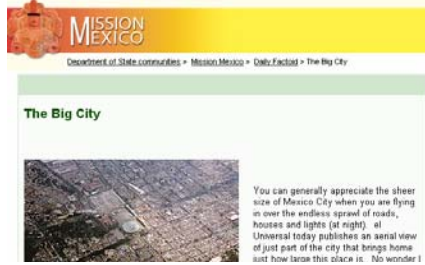 MISSION
MEXICO
Department of State communities > Mission Mexico > Daily Factoid > The Big City
The Big City
You can generally appreciate the sheer
size of Mexico City when you are flying
in over the endless sprawl of roads,
houses and lights (at night). el
Universal today publishes an aerial view
of just part of the city that brings home
just how large this place is. No wonder I